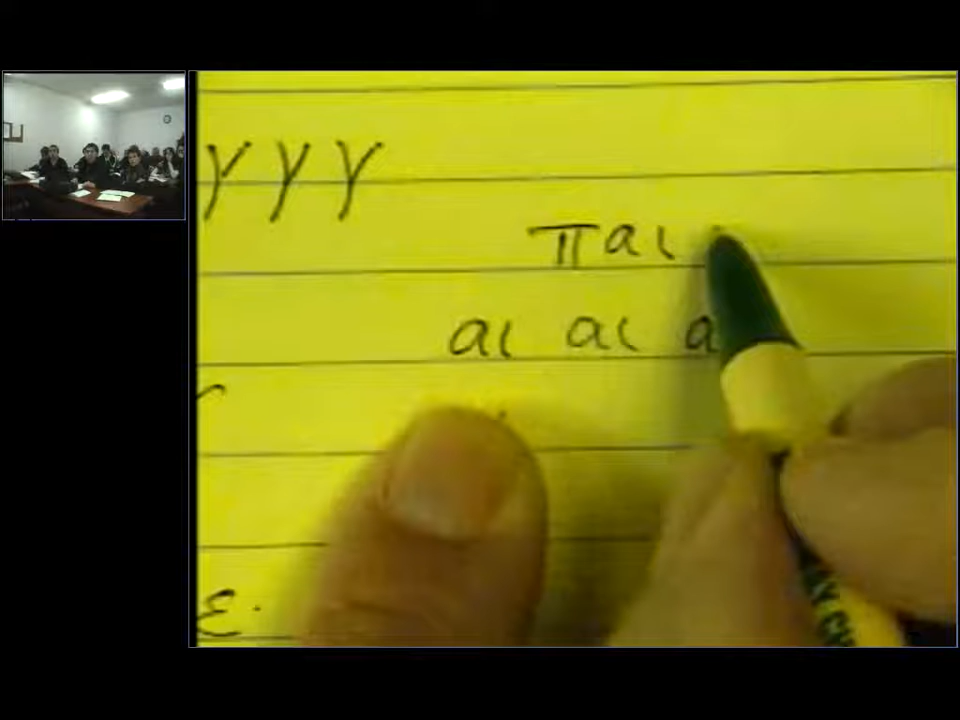 γγγ
παι
αι αι α
ε.